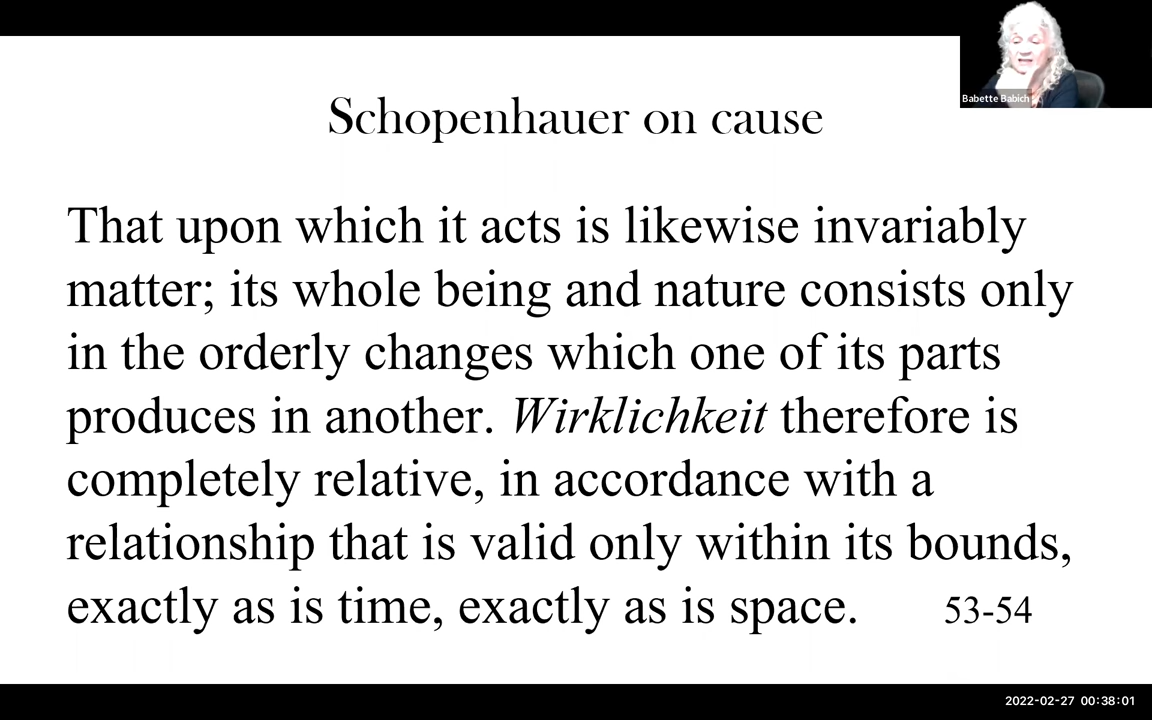 Babette Babich
Schopenhauer on cause
That upon which it acts is likewise invariably
matter; its whole being and nature consists only
in the orderly changes which one of its parts
produces in another. Wirklichkeit therefore is
completely relative, in accordance with a
relationship that is valid only within its bounds,
exactly as is time, exactly as is space. 53-54
2022-02-27 00:38:01